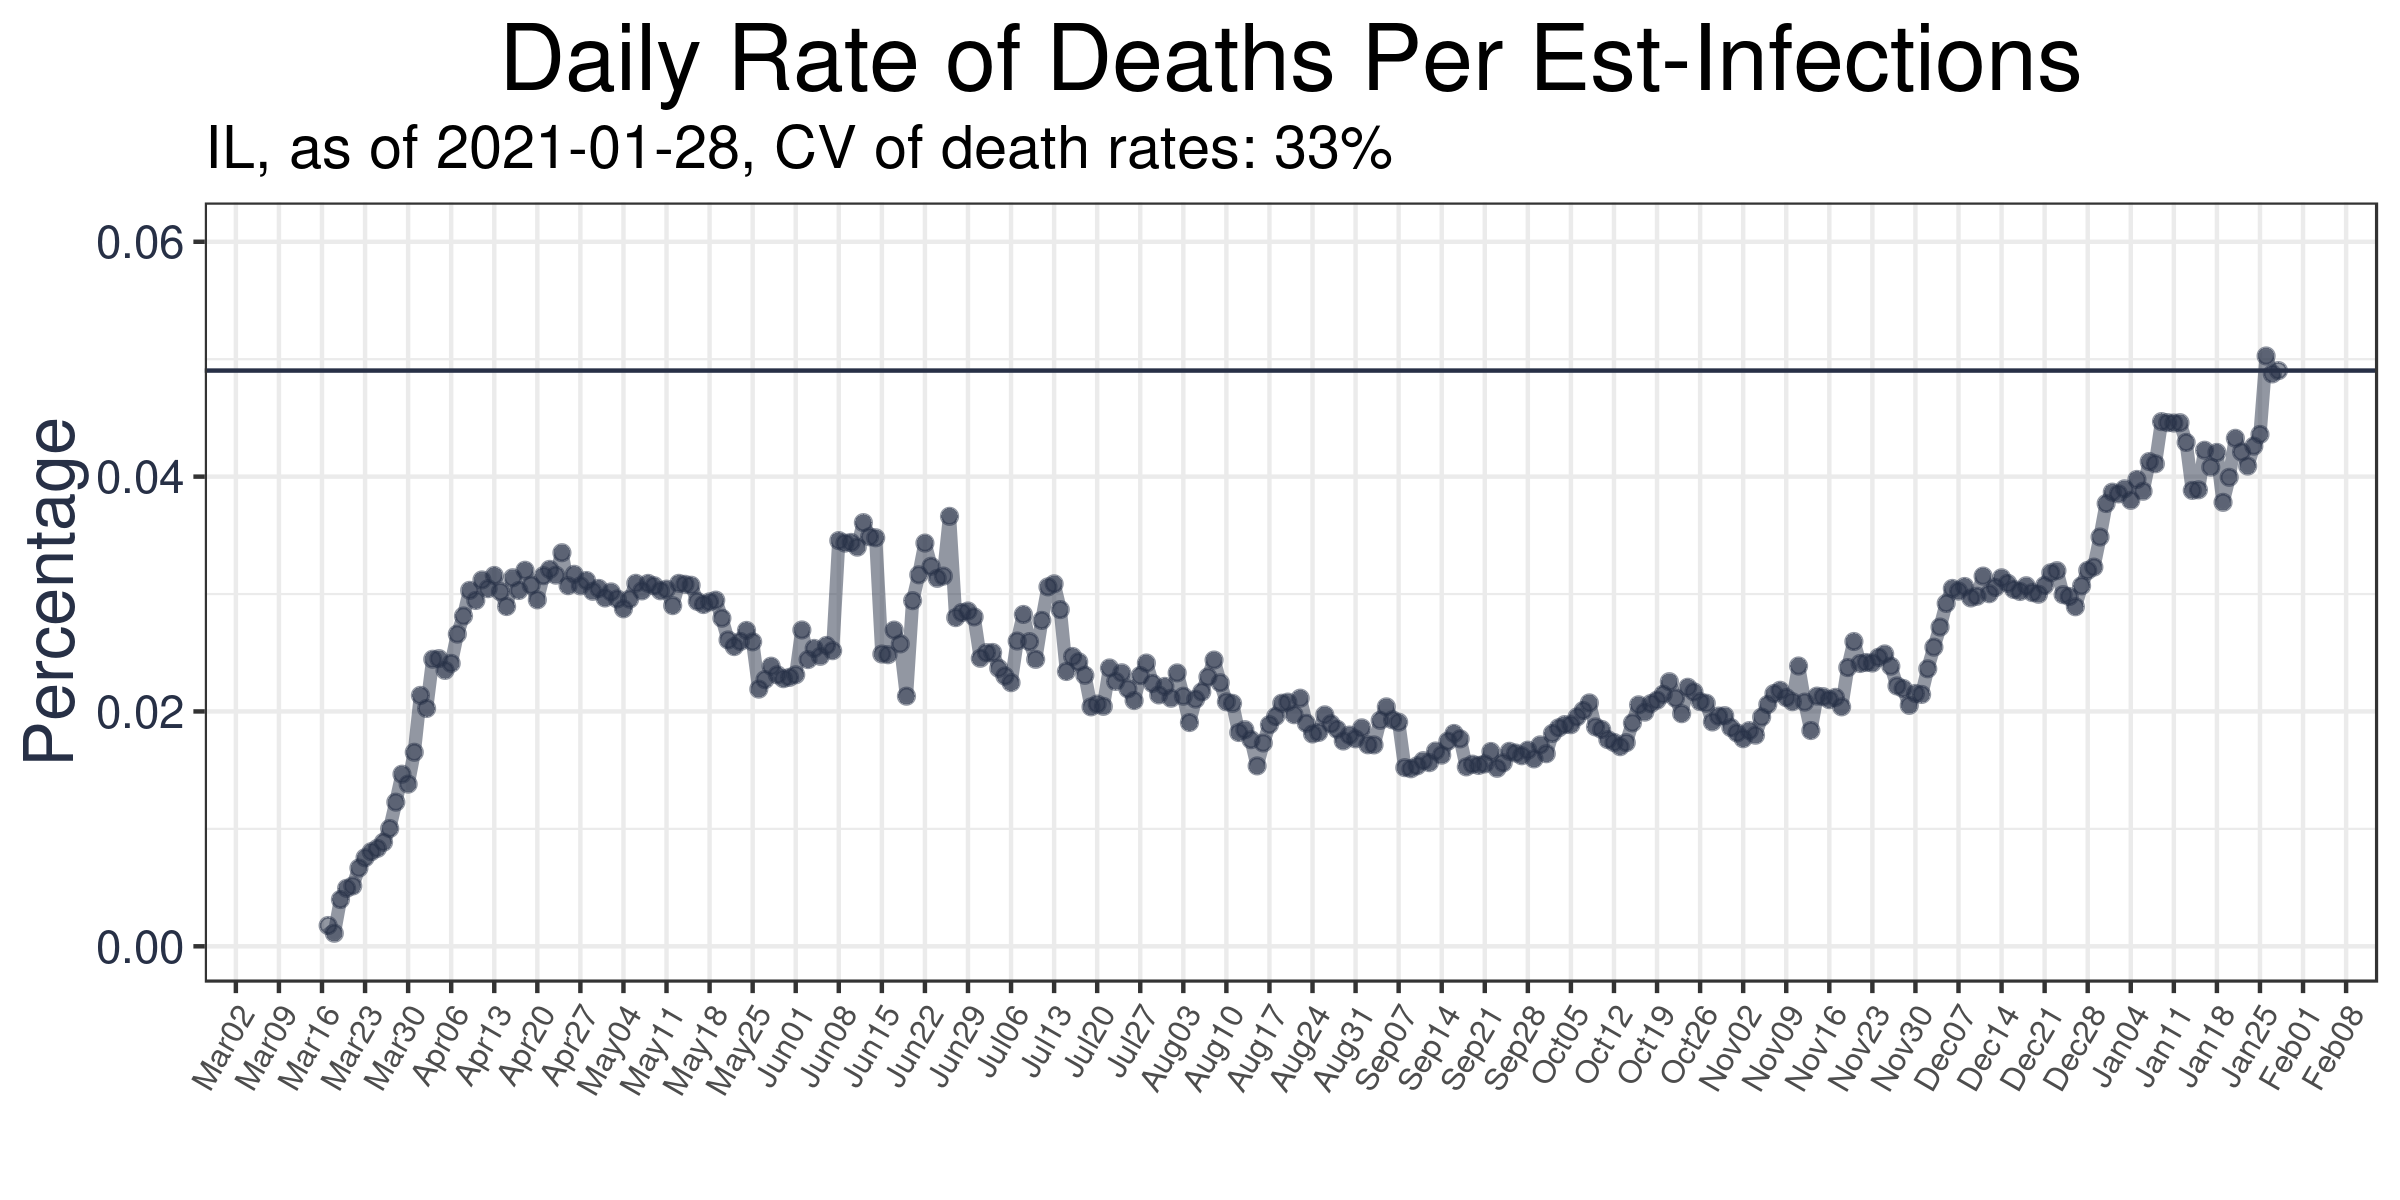 Daily Rate of Deaths Per Est-Infections
IL, as of 2021-01-28, CV of death rates: 33%
Percentage
0.06
0.04
0.02
0.00
Mar02
Mar09
Mar16
Mar23
Mar30
Apr06
Apr13
Apr20
Apr27
May04
May11
May18
May25
Jun01
Jun08
Jun15
Jun22
Jun29
Jul06
Jul13
Jul20
Jul27
Aug03
Aug10
Aug17
Aug24
Aug31
Sep07
Sep14
Sep21
Sep28
Oct05
Oct12
Oct19
Oct26
Nov02
Nov09
Nov16
Nov23
Nov30
Dec07
Dec14
Dec21
Dec28
Jan04
Jan11
Jan18
Jan25
Feb01
Feb08